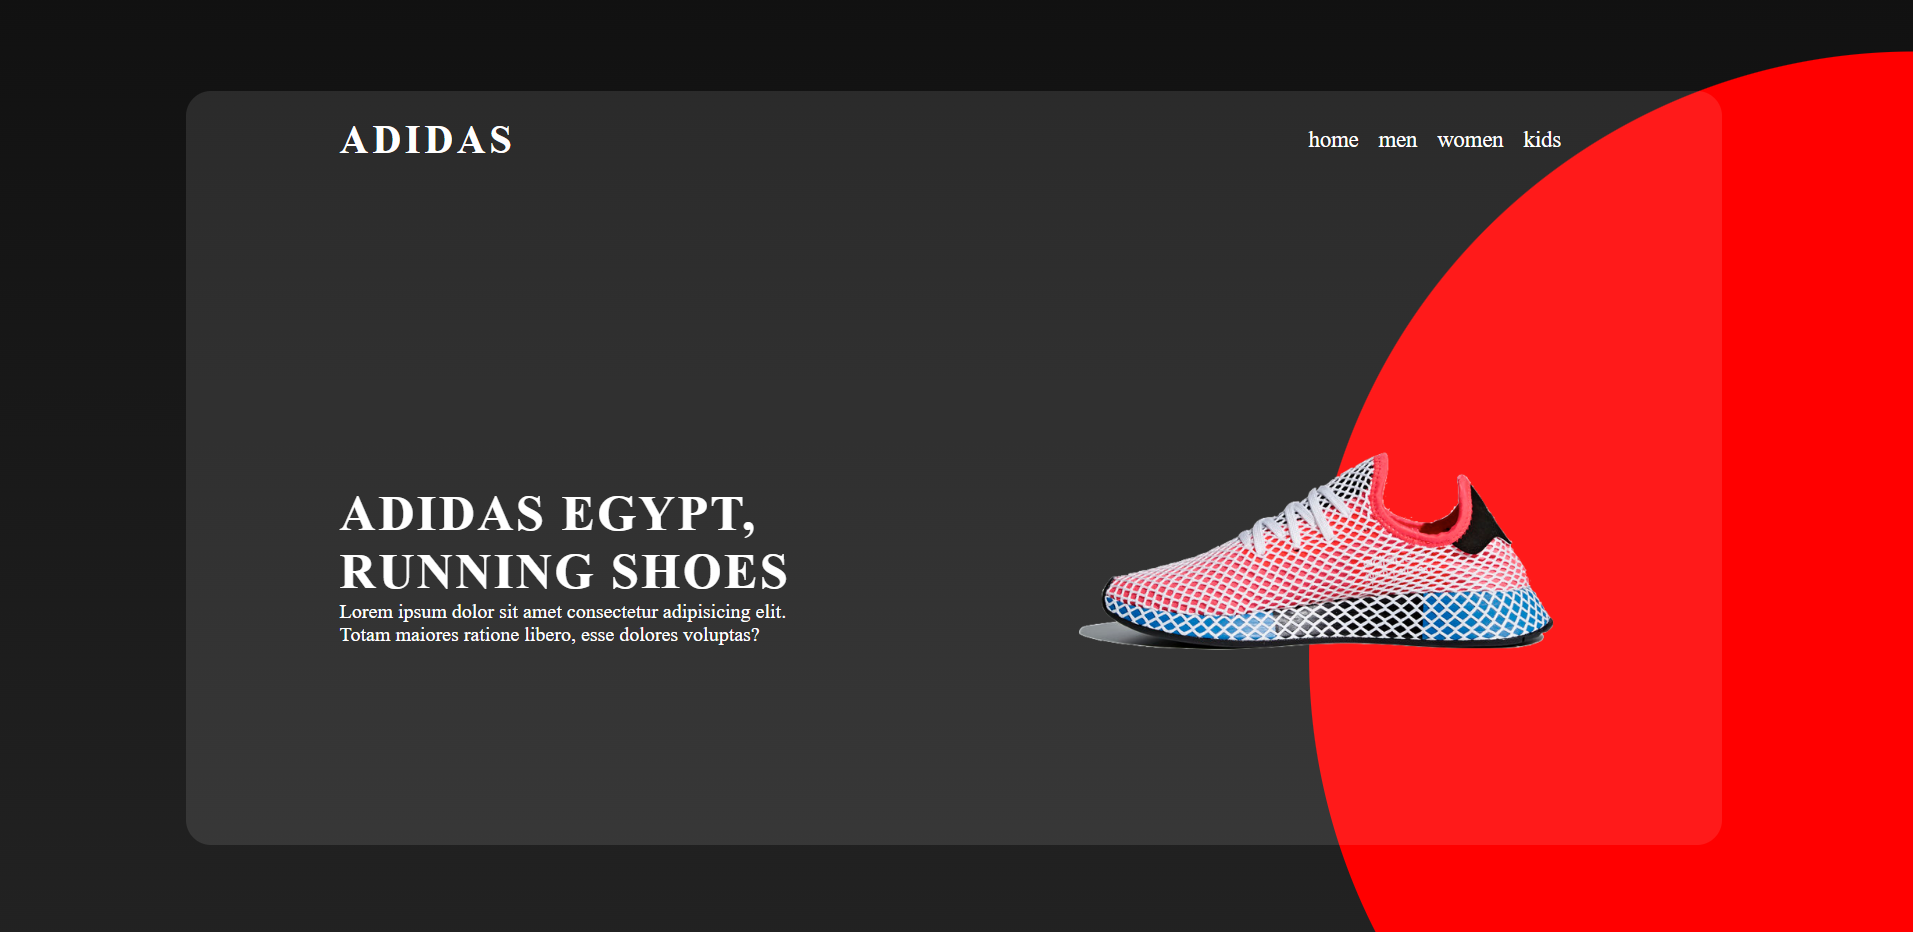 ADIDAS
home men women kids
ADIDAS EGYPT,
RUNNING SHOES
Lorem ipsum dolor sit amet consectetur adipisicing elit.
Totam maiores ratione libero, esse dolores voluptas?